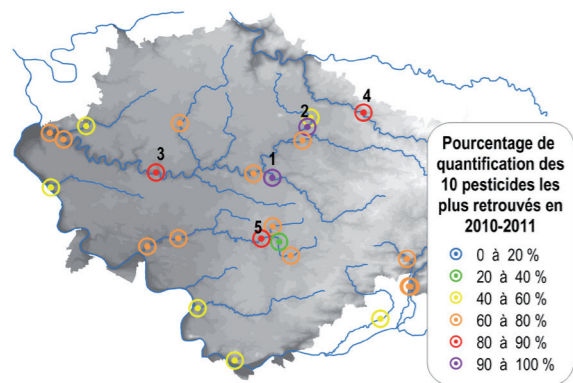 4
2
1
3
5
Pourcentage de
quantification des
10 pesticides les
plus retrouvés en
2010-2011
0 à 20 %
20 à 40 %
40 à 60 %
60 à 80 %
80 à 90 %
90 à 100 %